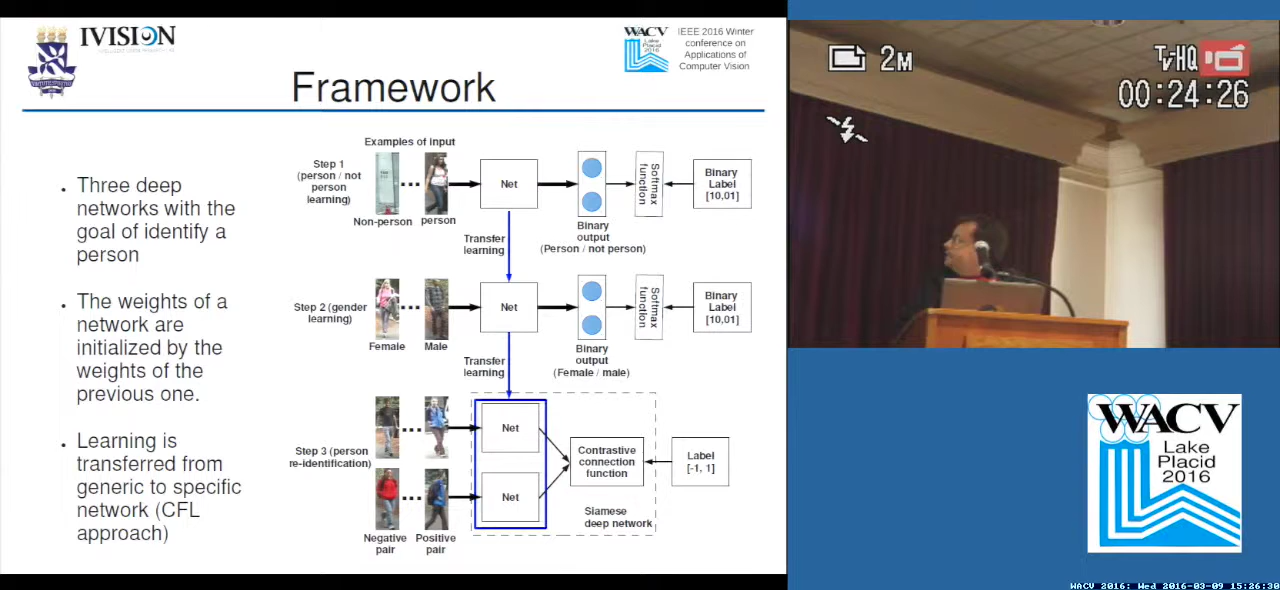 IVISION
WACV
Lake
Placid
2016
IEEE 2016 Winter
conference on
Applications of
Computer Vision
Framework
• Three deep
networks with the
goal of identify a
person
• The weights of a
network are
initialized by the
weights of the
previous one.
• Learning is
transferred from
generic to specific
network (CFL
approach)
Examples of input
Step 1
(person / not
person
learning)
Non-person
person
Net
Binary
output
(Person / not person)
Softmax
function
Binary
Label
[10,01]
Transfer
learning
Step 2 (gender
learning)
Female
Male
Net
Binary
output
(Female / male)
Softmax
function
Binary
Label
[10,01]
Transfer
learning
Step 3 (person
re-identification)
Negative
pair
Positive
pair
Net
Net
Contrastive
connection
function
Label
[-1, 1]
Siamese
deep network
2M
TV-HQ
00:24:26
WACV
Lake
Placid
2016
WACV 2016: Wed 2016-03-09 15:26:30